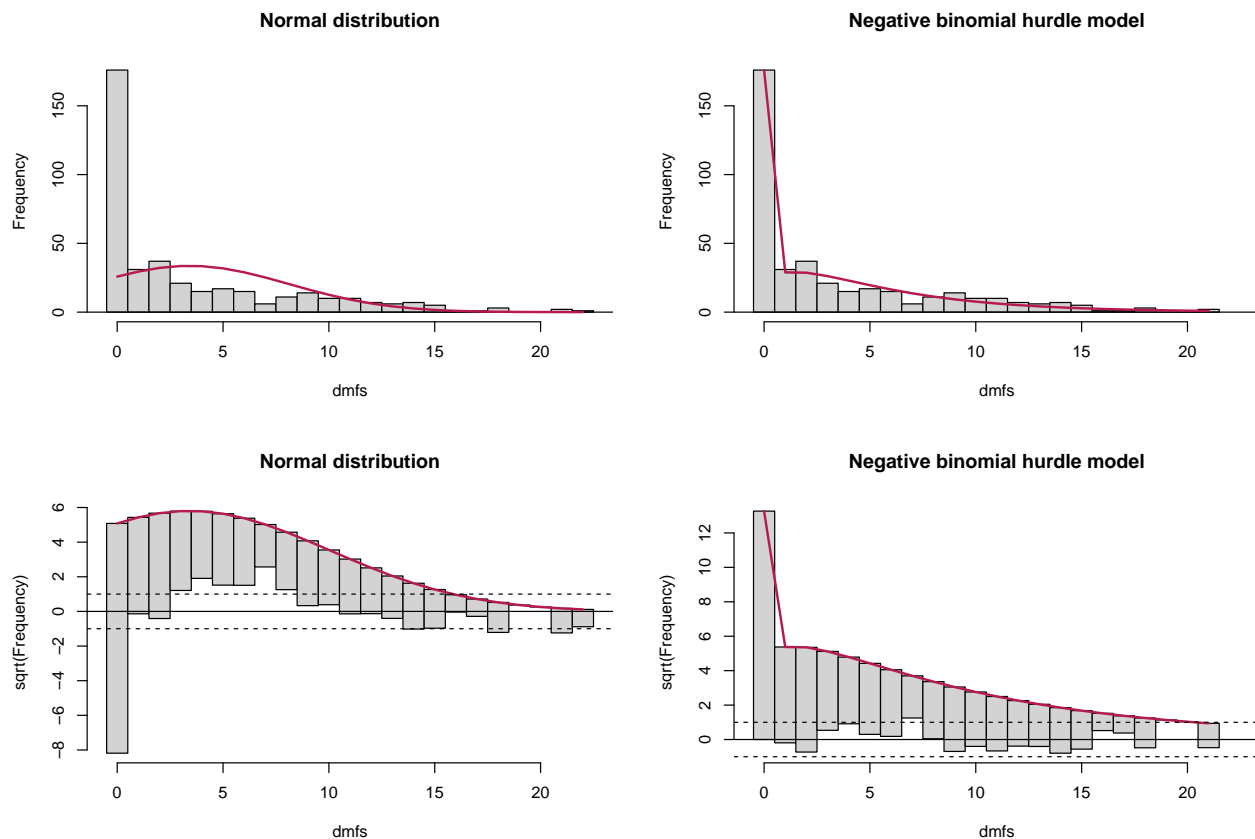 Normal distribution
Frequency
150
100
50
0
0 5 10 15 20
dmfs
Negative binomial hurdle model
Frequency
150
100
50
0
0 5 10 15 20
dmfs
Normal distribution
sqrt(Frequency)
6
4
2
0
−2
−4
−6
−8
0 5 10 15 20
dmfs
Negative binomial hurdle model
sqrt(Frequency)
12
10
8
6
4
2
0
0 5 10 15 20
dmfs